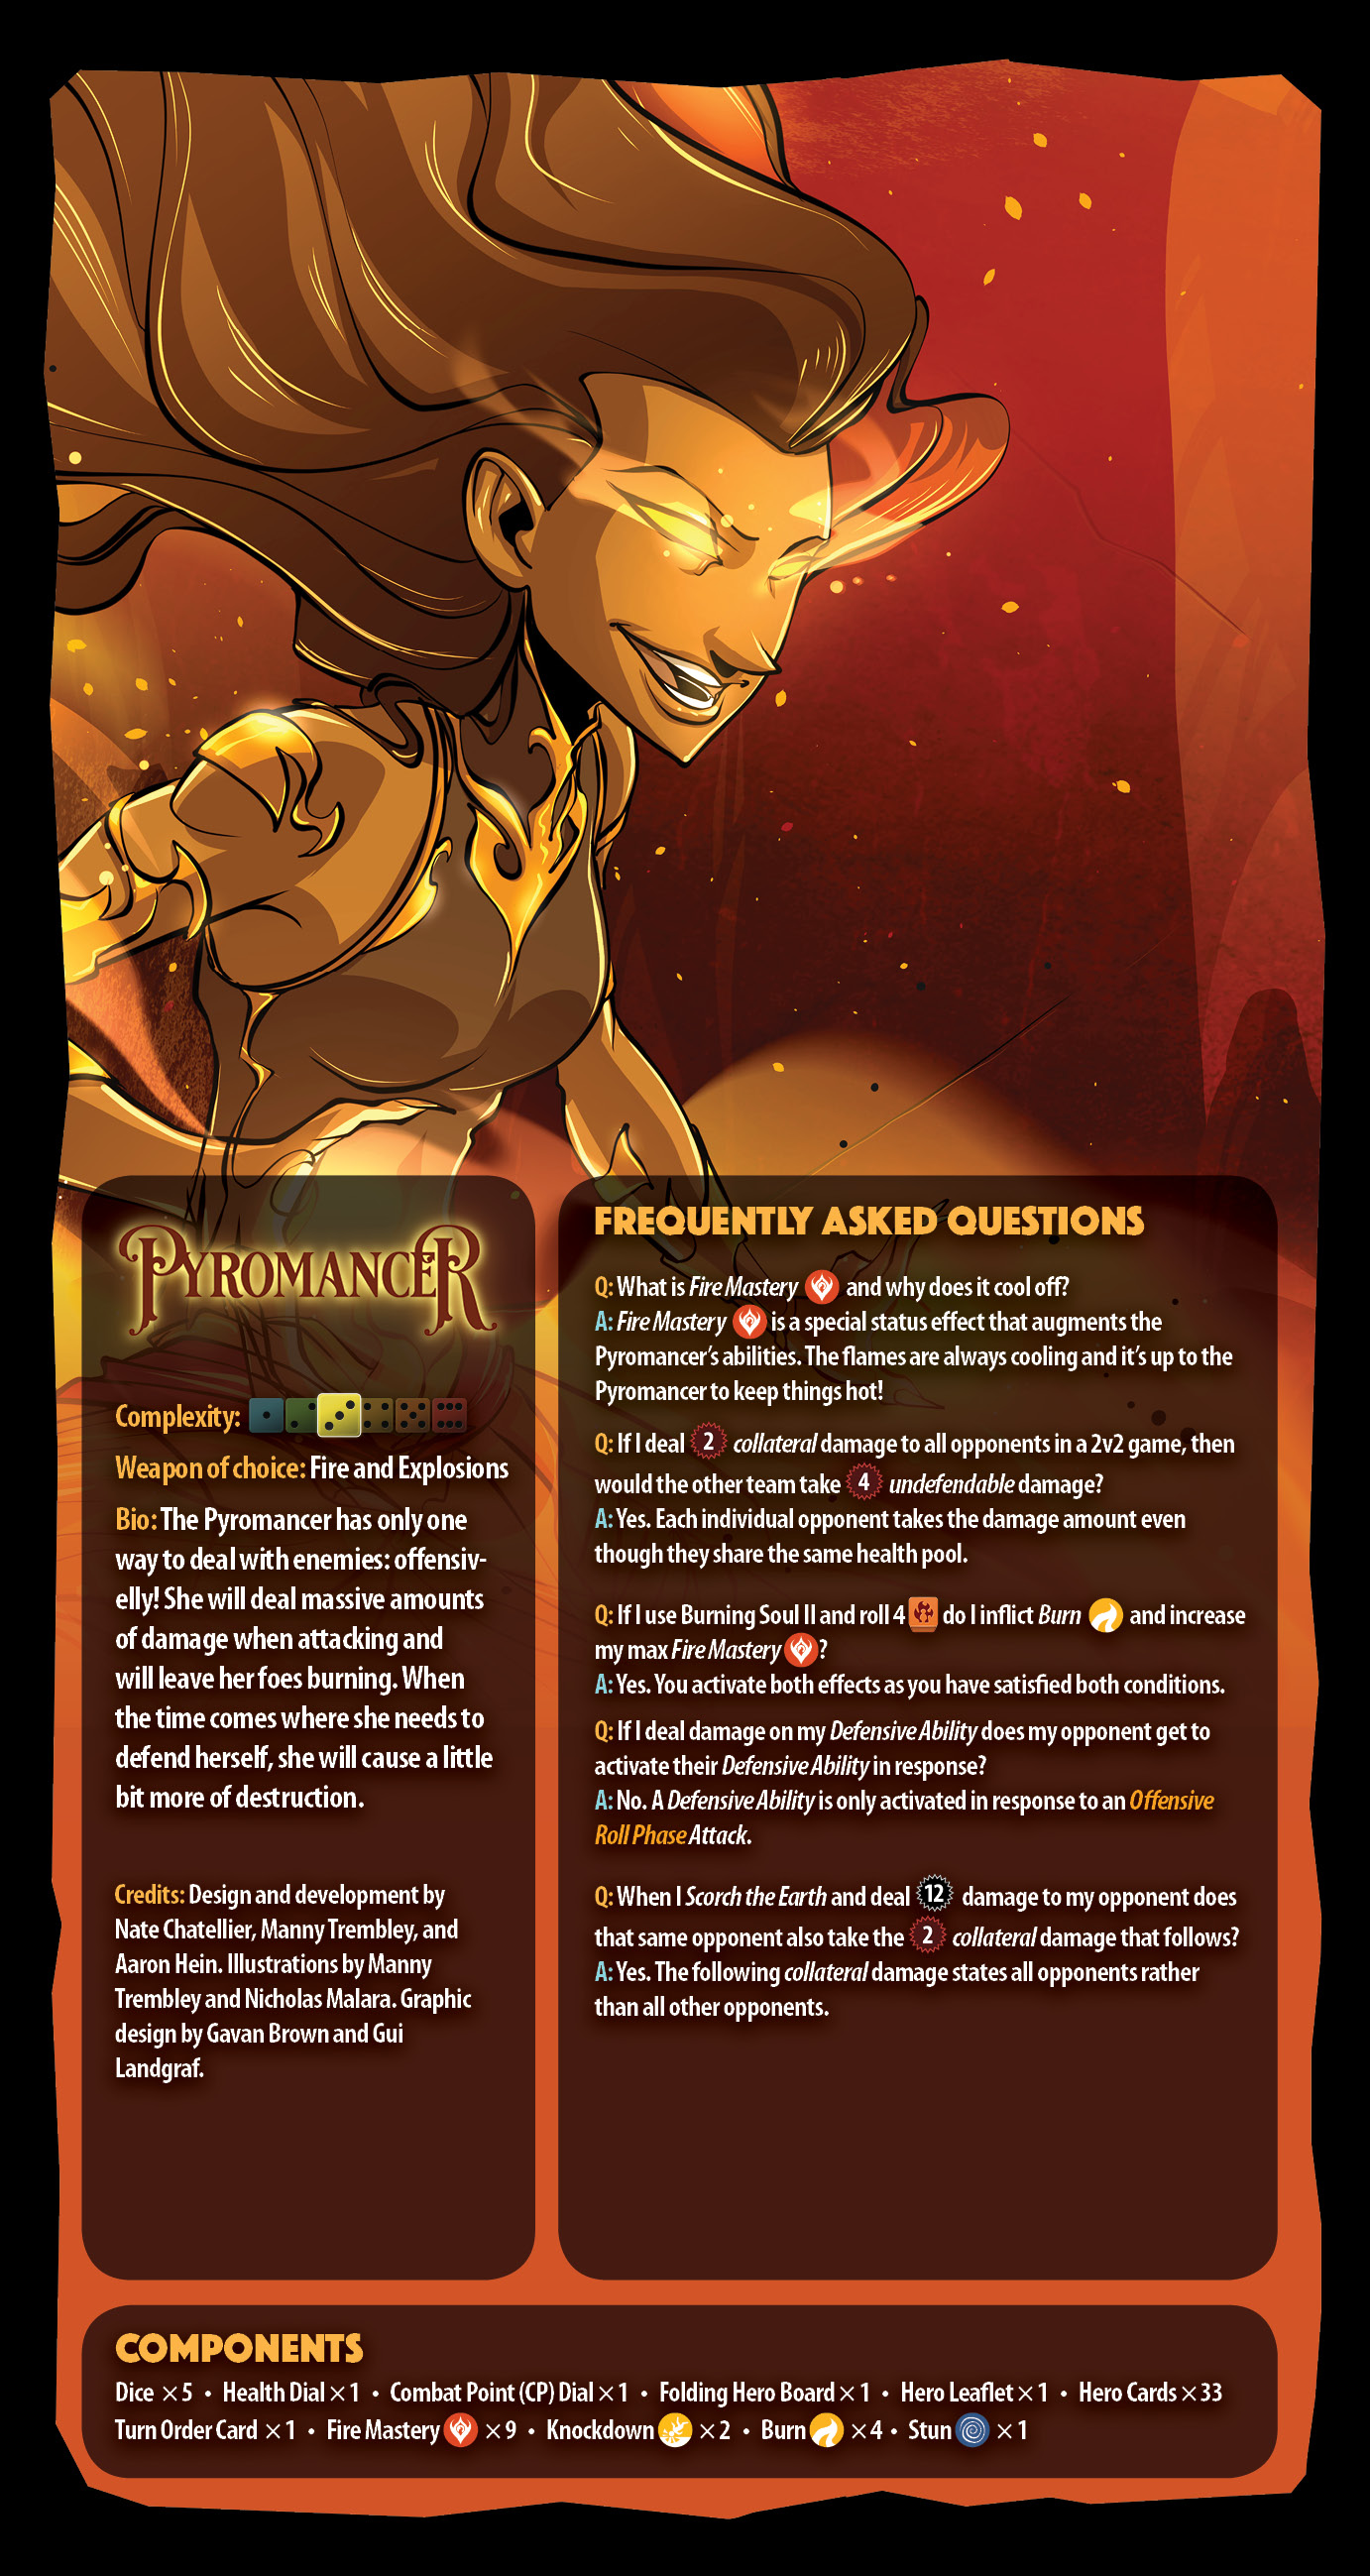 PYROMANCER
Complexity:
Weapon of choice: Fire and Explosions
Bio: The Pyromancer has only one
way to deal with enemies: offensiv-
elly! She will deal massive amounts
of damage when attacking and
will leave her foes burning. When
the time comes where she needs to
defend herself, she will cause a little
bit more of destruction.
Credits: Design and development by
Nate Chatellier, Manny Trembley, and
Aaron Hein. Illustrations by Manny
Trembley and Nicholas Malara. Graphic
design by Gavan Brown and Gui
Landgraf.
FREQUENTLY ASKED QUESTIONS
Q: What is Fire Mastery and why does it cool off?
A: Fire Mastery is a special status effect that augments the
Pyromancer's abilities. The flames are always cooling and it's up to the
Pyromancer to keep things hot!
Q: If I deal 2 collateral damage to all opponents in a 2v2 game, then
would the other team take 4 undefendable damage?
A: Yes. Each individual opponent takes the damage amount even
though they share the same health pool.
Q: If I use Burning Soul II and roll 4 do I inflict Burn and increase
my max Fire Mastery ?
A: Yes. You activate both effects as you have satisfied both conditions.
Q: If I deal damage on my Defensive Ability does my opponent get to
activate their Defensive Ability in response?
A: No. A Defensive Ability is only activated in response to an Offensive
Roll Phase Attack.
Q: When I Scorch the Earth and deal 12 damage to my opponent does
that same opponent also take the 2 collateral damage that follows?
A: Yes. The following collateral damage states all opponents rather
than all other opponents.
COMPONENTS
Dice ×5 • Health Dial ×1 • Combat Point (CP) Dial ×1 • Folding Hero Board ×1 • Hero Leaflet ×1 • Hero Cards ×33
Turn Order Card ×1 • Fire Mastery ×9 • Knockdown ×2 • Burn ×4 • Stun ×1